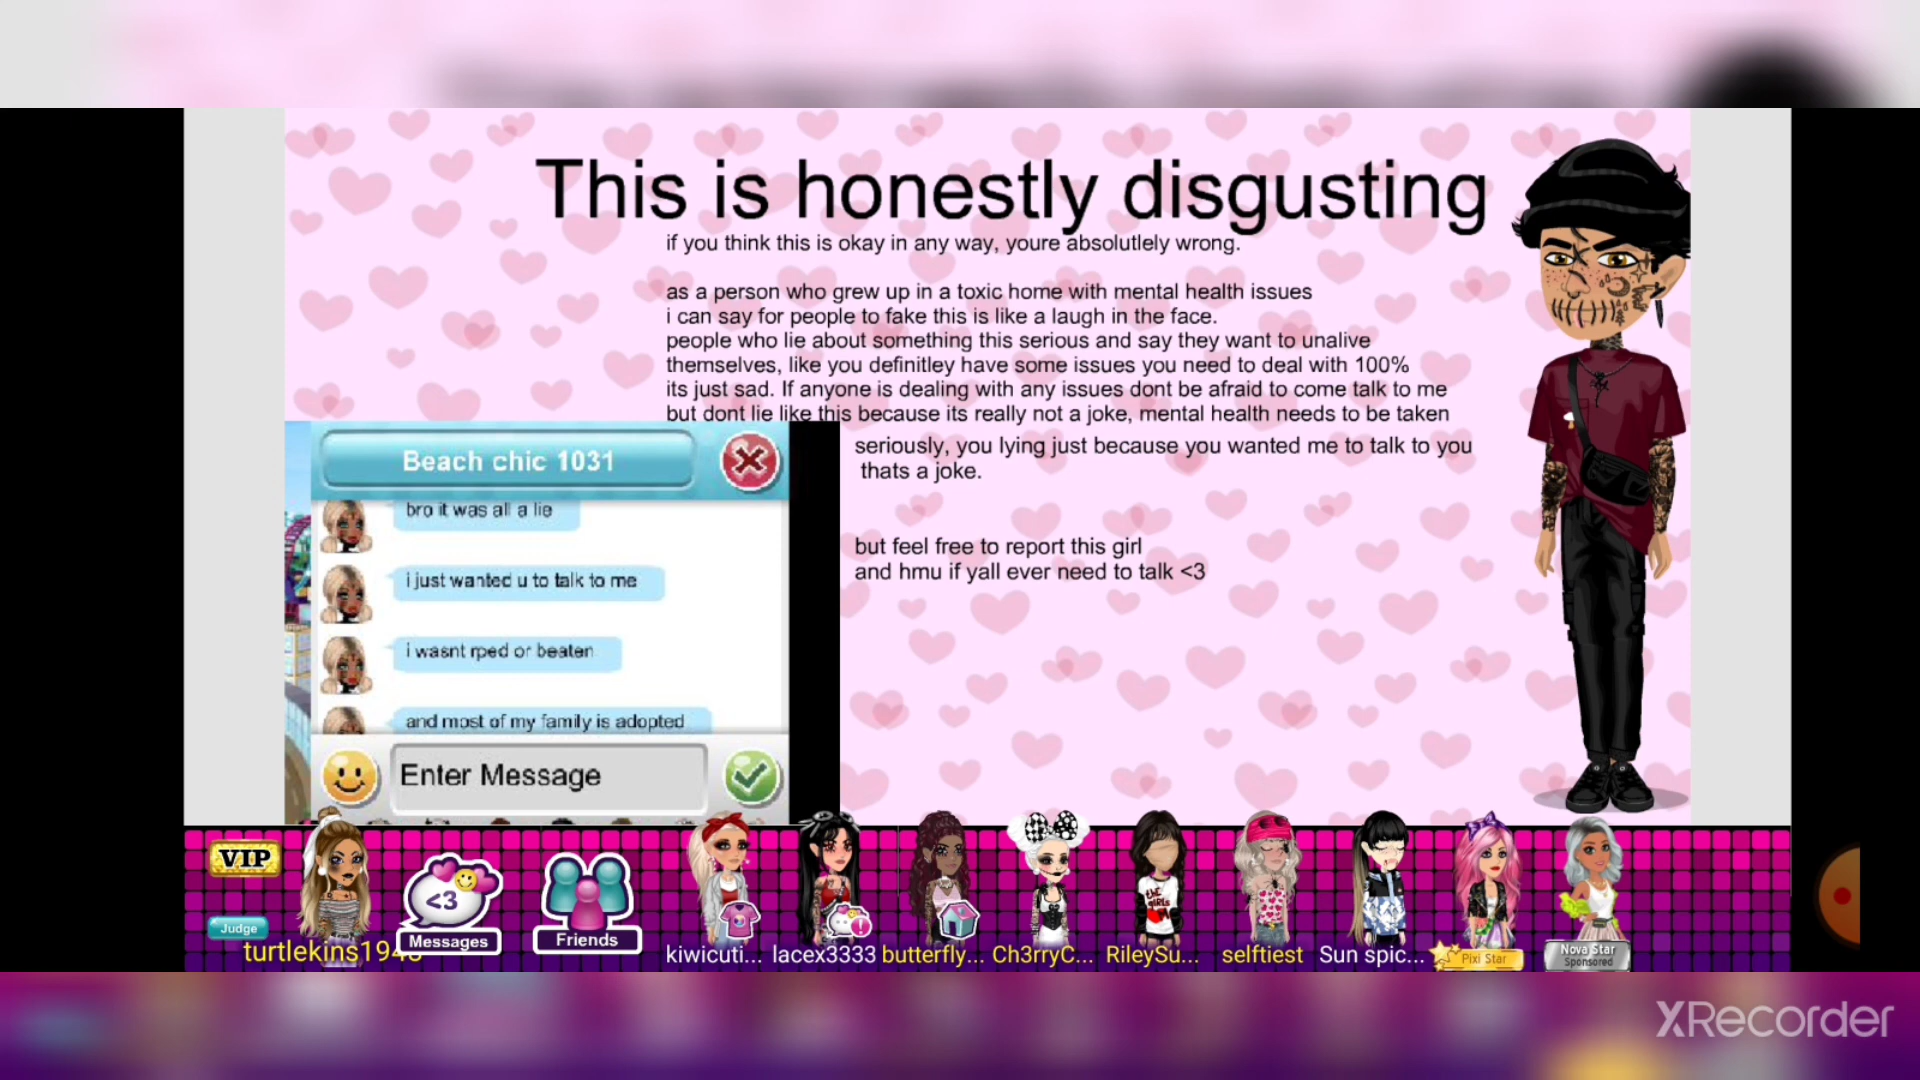 This is honestly disgusting
if you think this is okay in any way, youre absolutlely wrong.
as a person who grew up in a toxic home with mental health issues
i can say for people to fake this is like a laugh in the face.
people who lie about something this serious and say they want to unalive
themselves, like you definitley have some issues you need to deal with 100%
its just sad. If anyone is dealing with any issues dont be afraid to come talk to me
but dont lie like this because its really not a joke, mental health needs to be taken
seriously, you lying just because you wanted me to talk to you
thats a joke.
but feel free to report this girl
and hmu if yall ever need to talk <3
Beach chic 1031
bro it was all a lie
i just wanted u to talk to me
i wasnt rped or beaten
and most of my family is adopted
Enter Message
VIP
Judge
turtlekins194
<3
Messages
Friends
kiwicuti... lacex3333 butterfly... Ch3rryC... RileySu... selftiest Sun spic...
Pixi Star
Nova Star
Sponsored
XRecorder